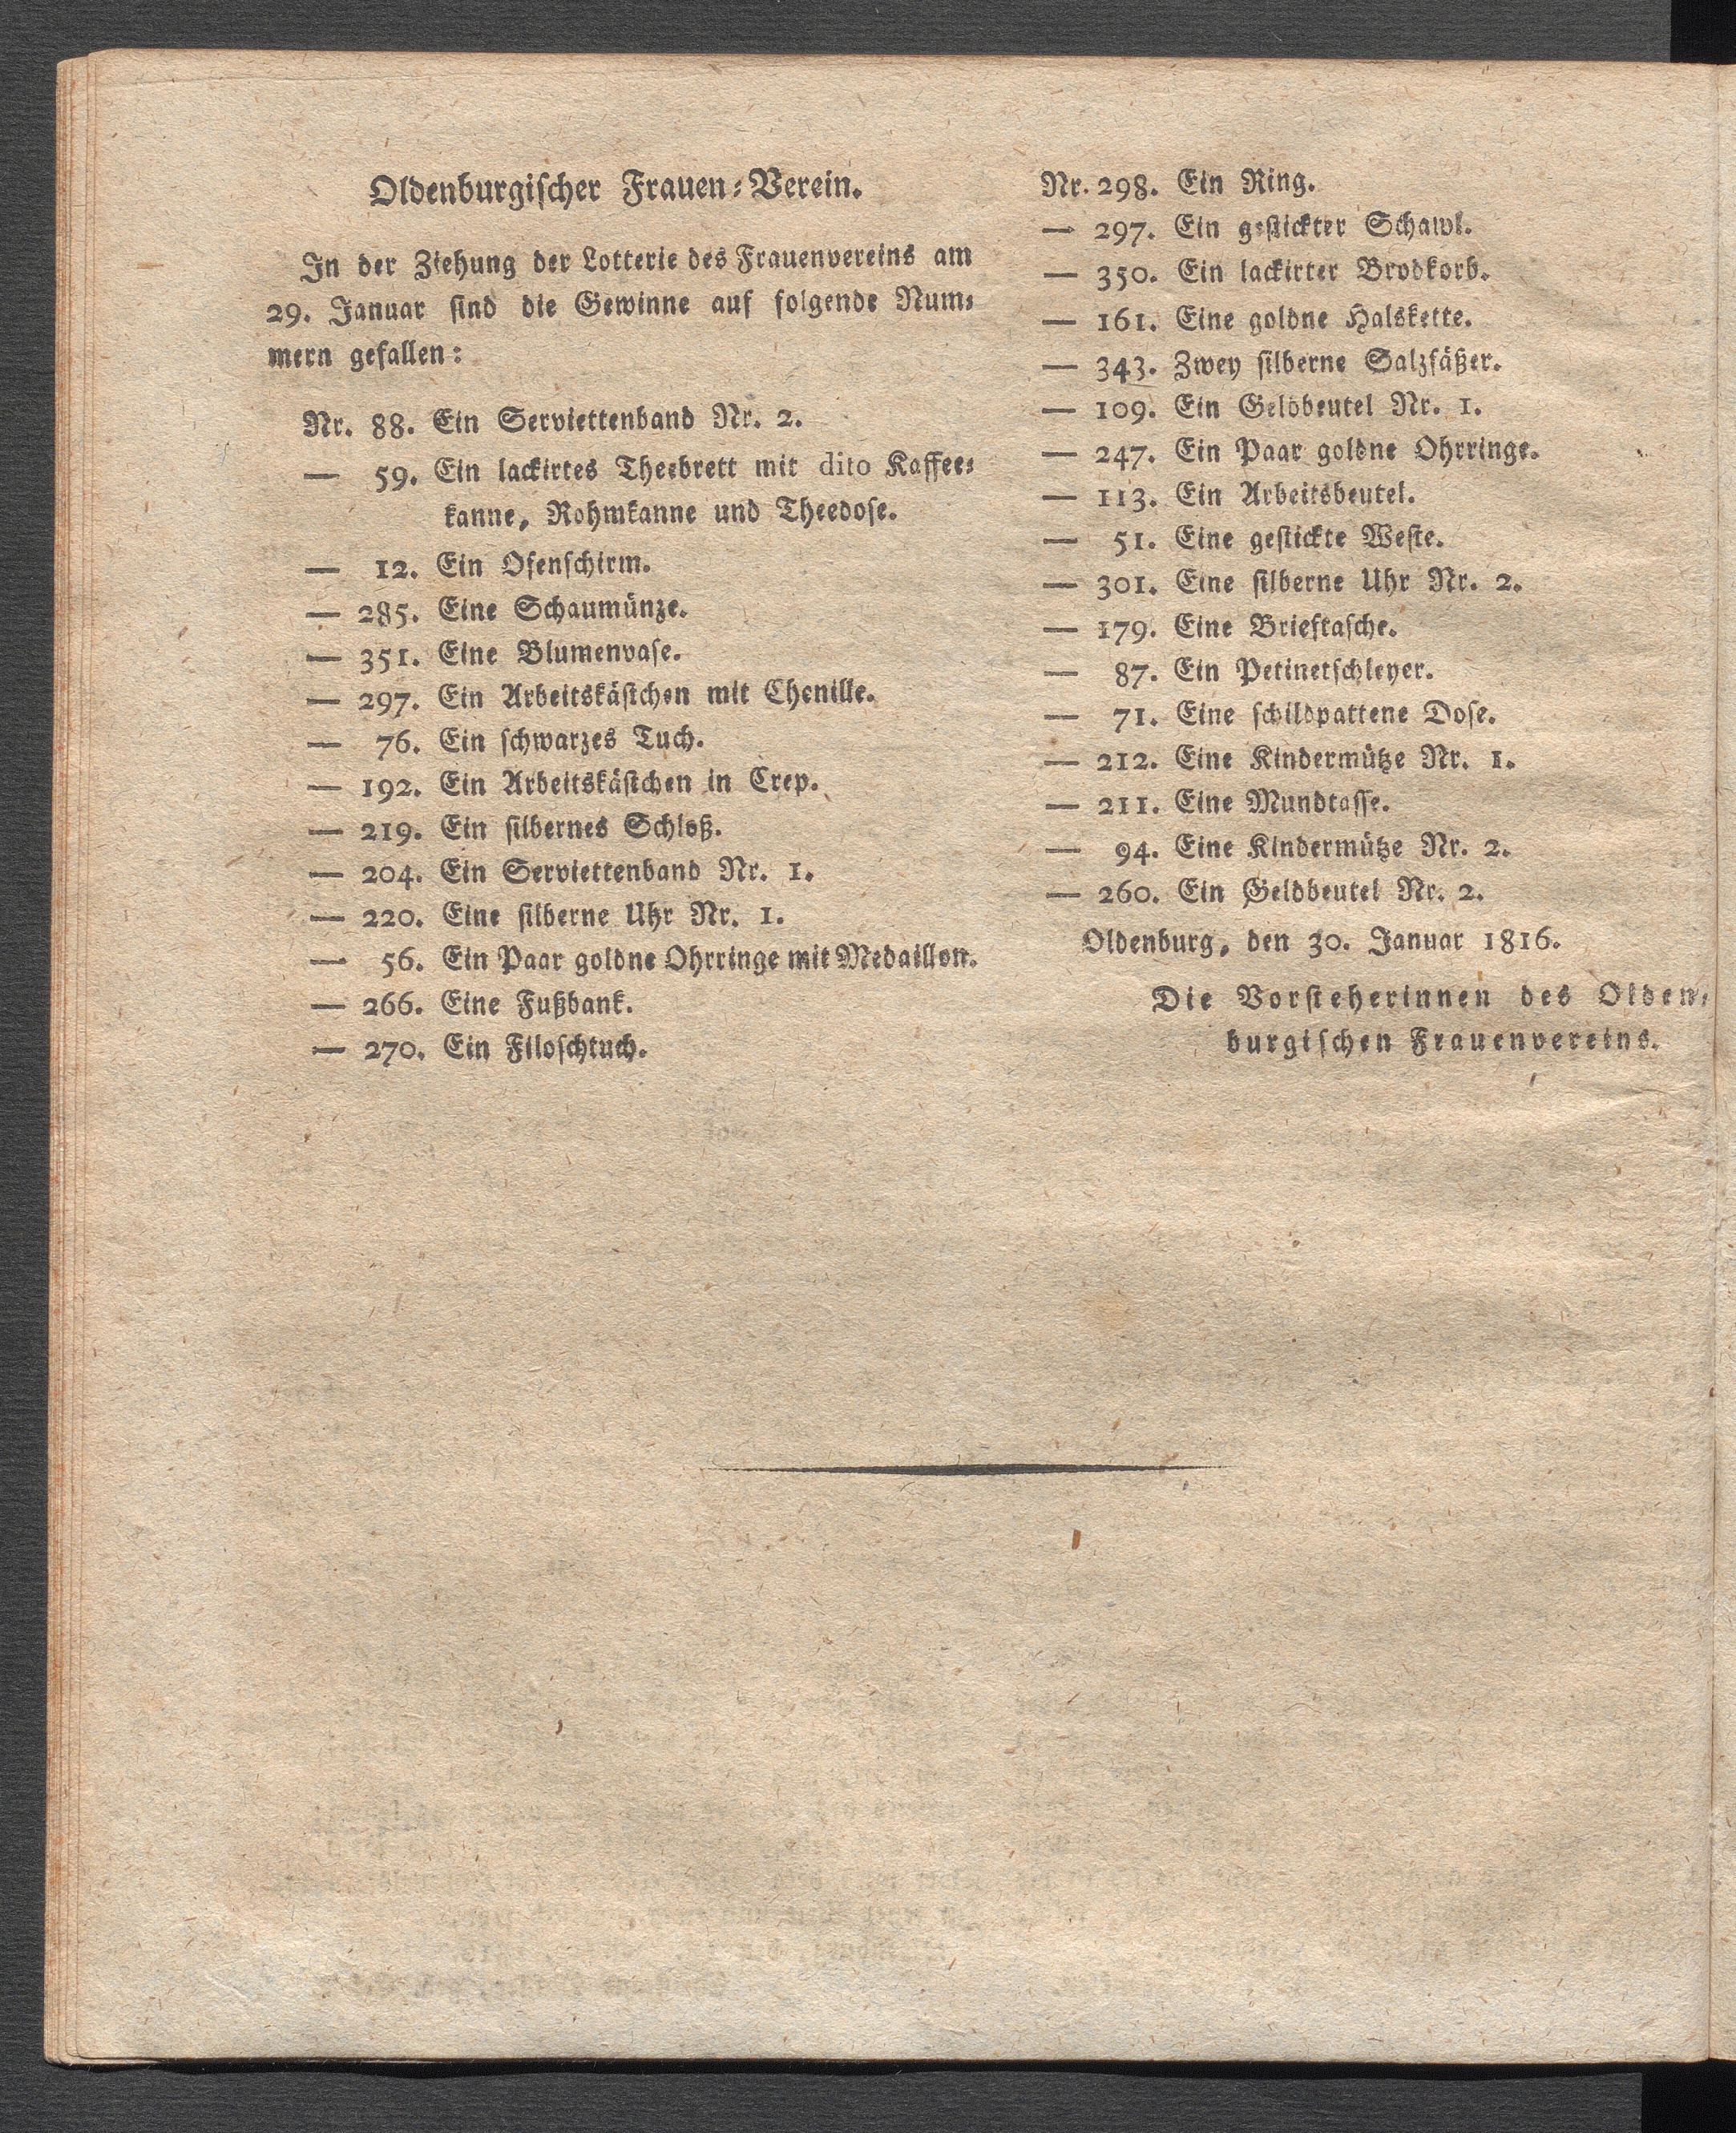 Oldenburgischer Frauen-Verein.
In der Ziehung der Lotterie des Frauenvereins am
29. Januar sind die Gewinne auf folgende Num-
mern gefallen:
Nr. 88. Ein Serviettenband Nr. 2.
— 59. Ein lackirtes Theebrett mit dito Kaffee-
kanne, Rohmkanne und Theedose.
— 12. Ein Ofenschirm.
— 285. Eine Schaumünze.
— 351. Eine Blumenvase.
— 297. Ein Arbeitskästchen mit Chenille.
— 76. Ein schwarzes Tuch.
— 192. Ein Arbeitskästchen in Crep.
— 219. Ein silbernes Schloß.
— 204. Ein Serviettenband Nr. 1.
— 220. Eine silberne Uhr Nr. 1.
— 56. Ein Paar goldne Ohrringe mit Medaillon.
— 266. Eine Fußbank.
— 270. Ein Filoschtuch.
Nr. 298. Ein Ring.
— 297. Ein gestickter Schawl.
— 350. Ein lackirter Brodkorb.
— 161. Eine goldne Halskette.
— 343. Zwey silberne Salzfäßer.
— 109. Ein Geldbeutel Nr. 1.
— 247. Ein Paar goldne Ohrringe.
— 113. Ein Arbeitsbeutel.
— 51. Eine gestickte Weste.
— 301. Eine silberne Uhr Nr. 2.
— 179. Eine Brieftasche.
— 87. Ein Petinetschleyer.
— 71. Eine schildpattene Dose.
— 212. Eine Kindermütze Nr. 1.
— 211. Eine Mundtasse.
— 94. Eine Kindermütze Nr. 2.
— 260. Ein Geldbeutel Nr. 2.
Oldenburg, den 30. Januar 1816.
Die Vorsteherinnen des Olden-
burgischen Frauenvereins.